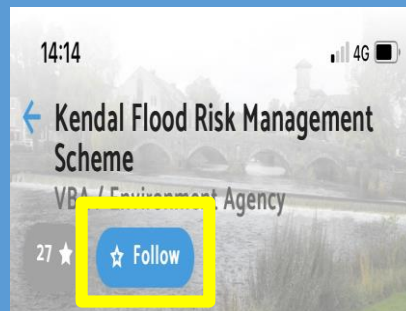 14:14 4G
Kendal Flood Risk Management
Scheme
VBA / Environment Agency
27 ★ ☆ Follow